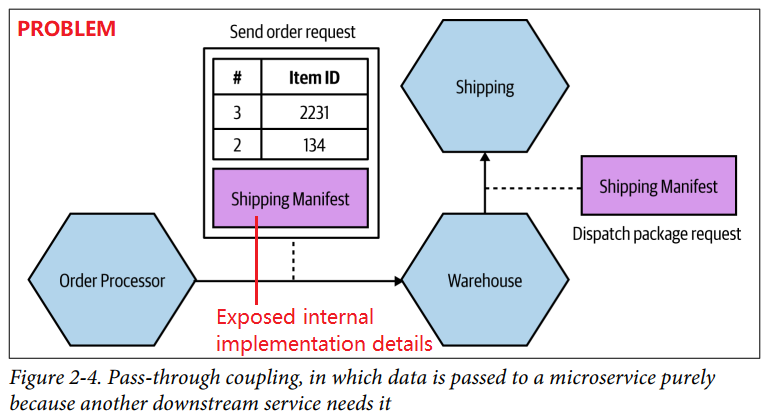 PROBLEM
Send order request
# Item ID
3 2231
2 134
Shipping Manifest
Shipping
Shipping Manifest
Dispatch package request
Order Processor
Warehouse
Exposed internal
implementation details
Figure 2-4. Pass-through coupling, in which data is passed to a microservice purely
because another downstream service needs it